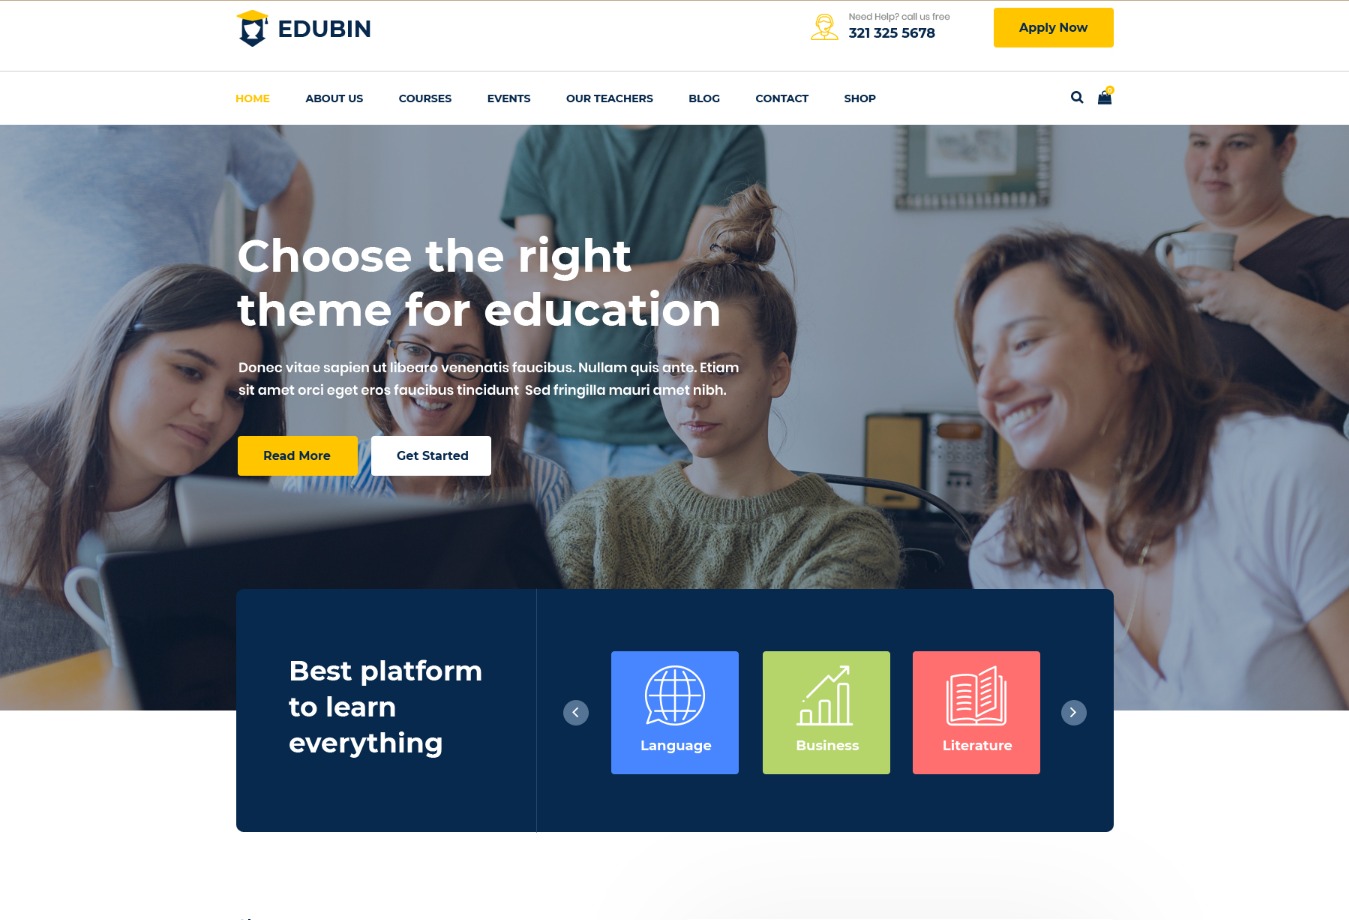 EDUBIN
Need Help? call us free
321 325 5678
Apply Now
HOME
ABOUT US
COURSES
EVENTS
OUR TEACHERS
BLOG
CONTACT
SHOP
Choose the right
theme for education
Donec vitae sapien ut libearo venenatis faucibus. Nullam quis ante. Etiam
sit amet orci eget eros faucibus tincidunt Sed fringilla mauri amet nibh.
Read More
Get Started
Best platform
to learn
everything
Language
Business
Literature